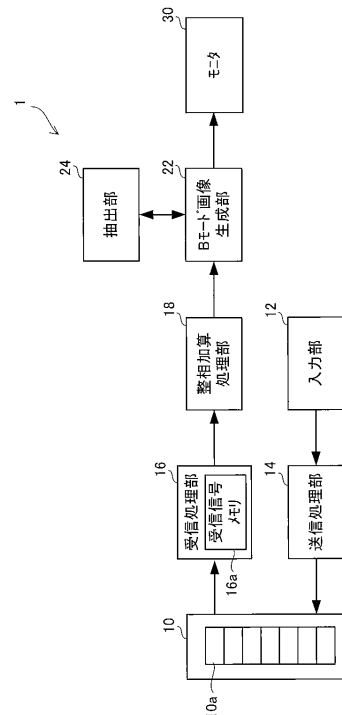 1
10
10a
受信処理部
16
受信信号
メモリ
16a
整相加算
処理部
18
Bモード画像
生成部
22
抽出部
24
モニタ
30
送信処理部
14
入力部
12